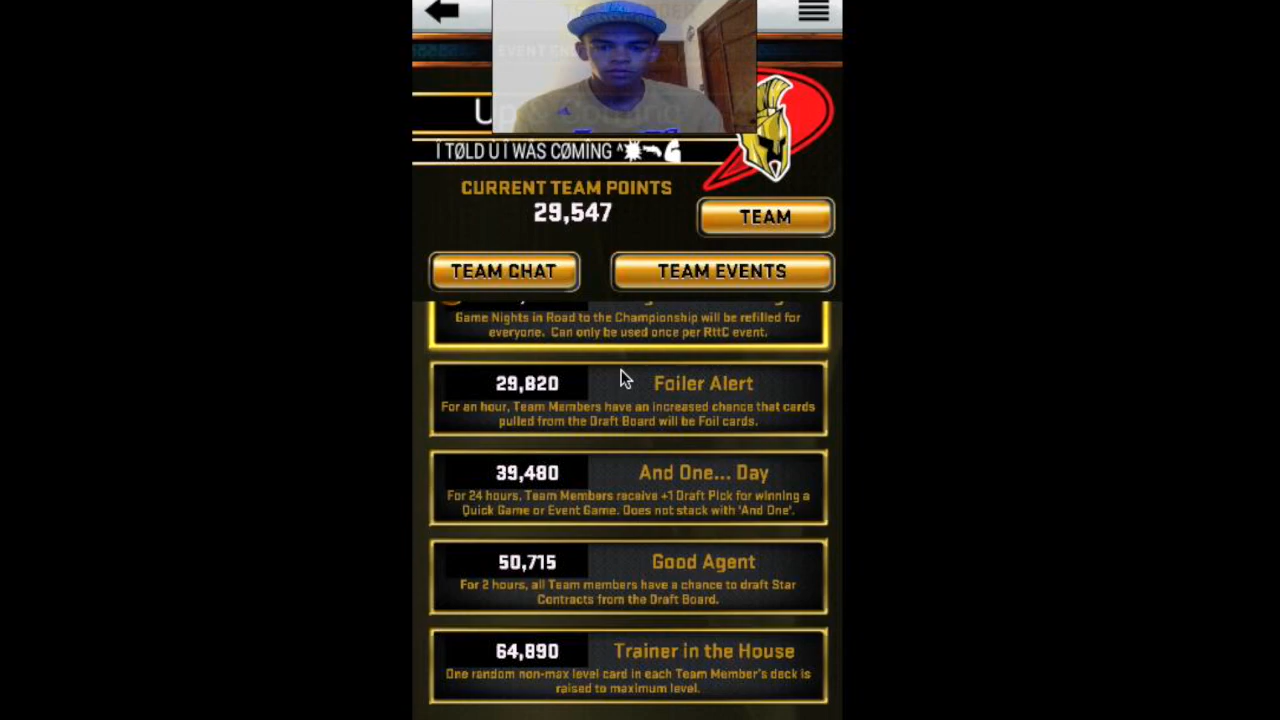 Î TØLD Ù Î WÁS CØMÎNG ^
CURRENT TEAM POINTS
29,547
TEAM
TEAM CHAT
TEAM EVENTS
Game Nights in Road to the Championship will be refilled for
everyone. Can only be used once per RttC event.
29,820 Foiler Alert
For an hour, Team Members have an increased chance that cards
pulled from the Draft Board will be Foil cards.
39,480 And One... Day
For 24 hours, Team Members receive +1 Draft Pick for winning a
Quick Game or Event Game. Does not stack with 'And One'.
50,715 Good Agent
For 2 hours, all Team members have a chance to draft Star
Contracts from the Draft Board.
64,890 Trainer in the House
One random non-max level card in each Team Member's deck is
raised to maximum level.